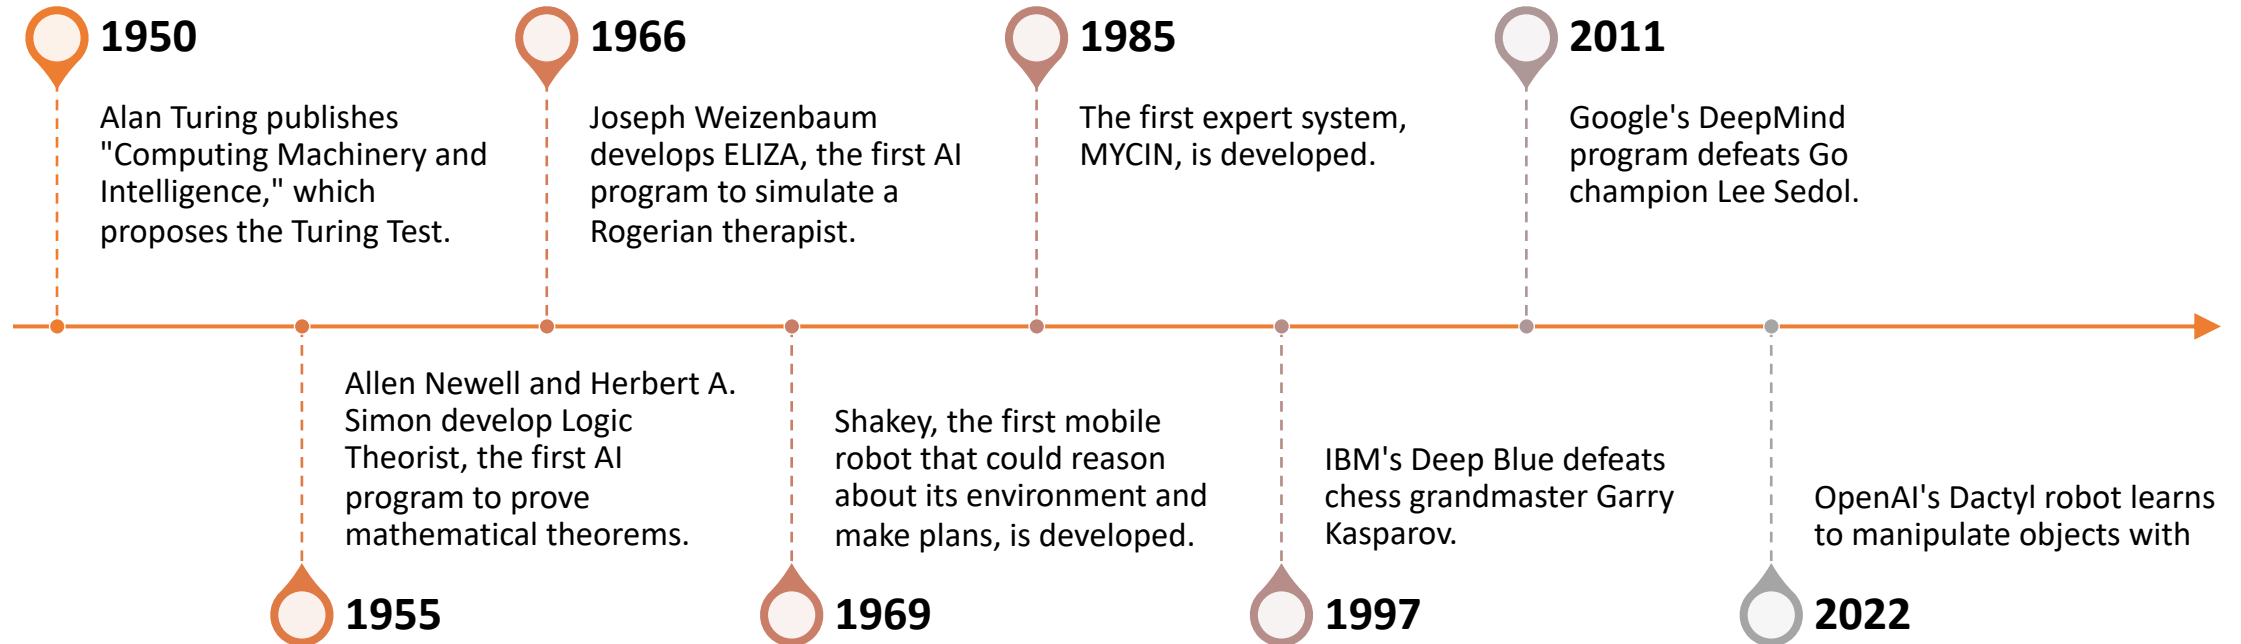 1950
Alan Turing publishes
"Computing Machinery and
Intelligence," which
proposes the Turing Test.
1955
Allen Newell and Herbert A.
Simon develop Logic
Theorist, the first AI
program to prove
mathematical theorems.
1966
Joseph Weizenbaum
develops ELIZA, the first AI
program to simulate a
Rogerian therapist.
1969
Shakey, the first mobile
robot that could reason
about its environment and
make plans, is developed.
1985
The first expert system,
MYCIN, is developed.
1997
IBM's Deep Blue defeats
chess grandmaster Garry
Kasparov.
2011
Google's DeepMind
program defeats Go
champion Lee Sedol.
2022
OpenAI's Dactyl robot learns
to manipulate objects with